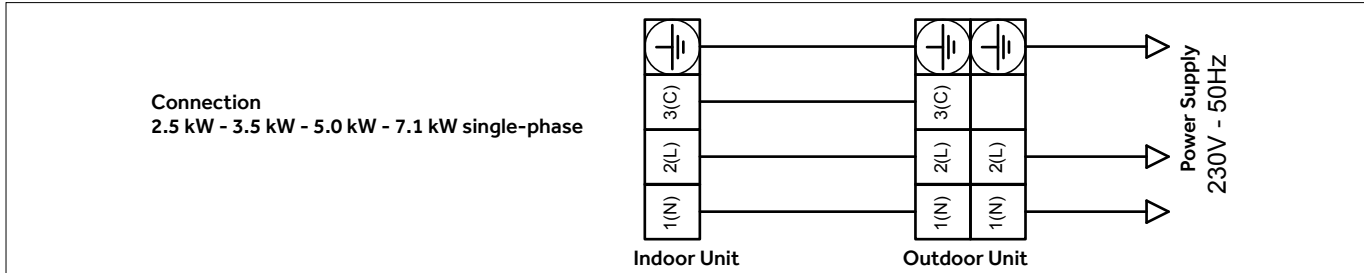 Connection
2.5 kW - 3.5 kW - 5.0 kW - 7.1 kW single-phase
3(C)
2(L)
1(N)
Indoor Unit
3(C)
2(L)
2(L)
1(N)
1(N)
Outdoor Unit
Power Supply
230V - 50Hz